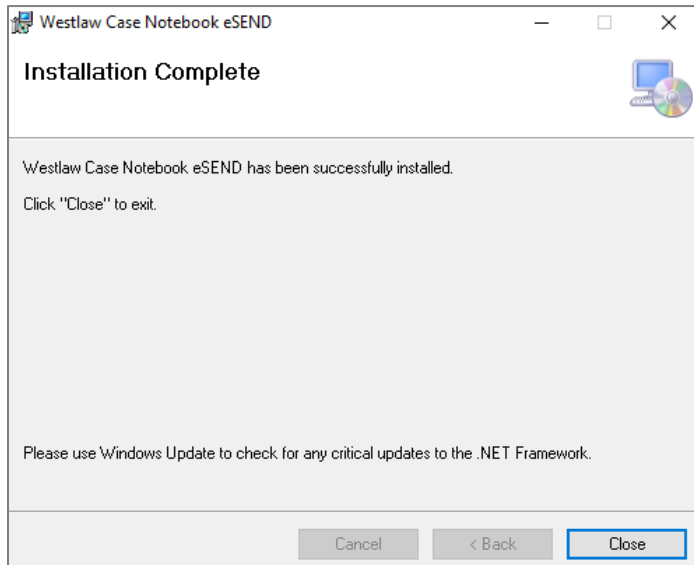 Westlaw Case Notebook eSEND
Installation Complete
Westlaw Case Notebook eSEND has been successfully installed.
Click "Close" to exit.
Please use Windows Update to check for any critical updates to the .NET Framework.
Cancel
< Back
Close